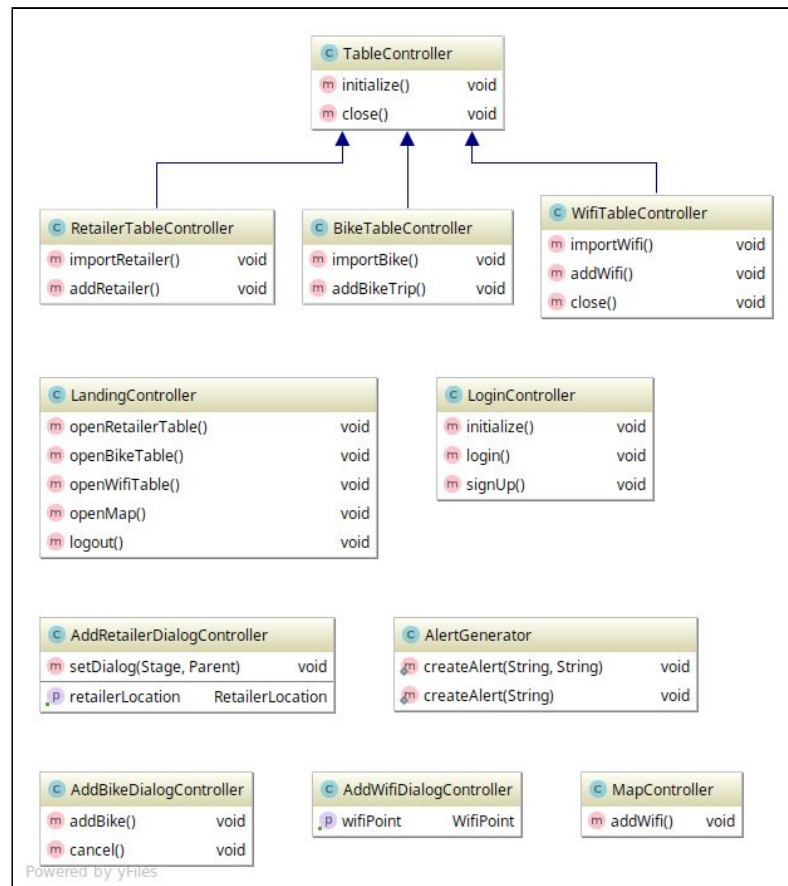 C TableController
m initialize() void
m close() void
C RetailerTableController
m importRetailer() void
m addRetailer() void
C BikeTableController
m importBike() void
m addBikeTrip() void
C WifiTableController
m importWifi() void
m addWifi() void
m close() void
C LandingController
m openRetailerTable() void
m openBikeTable() void
m openWifiTable() void
m openMap() void
m logout() void
C LoginController
m initialize() void
m login() void
m signUp() void
C AddRetailerDialogController
m setDialog(Stage, Parent) void
p retailerLocation RetailerLocation
C AlertGenerator
m createAlert(String, String) void
m createAlert(String) void
C AddBikeDialogController
m addBike() void
m cancel() void
C AddWifiDialogController
p wifiPoint WifiPoint
C MapController
m addWifi() void
Powered by yFiles